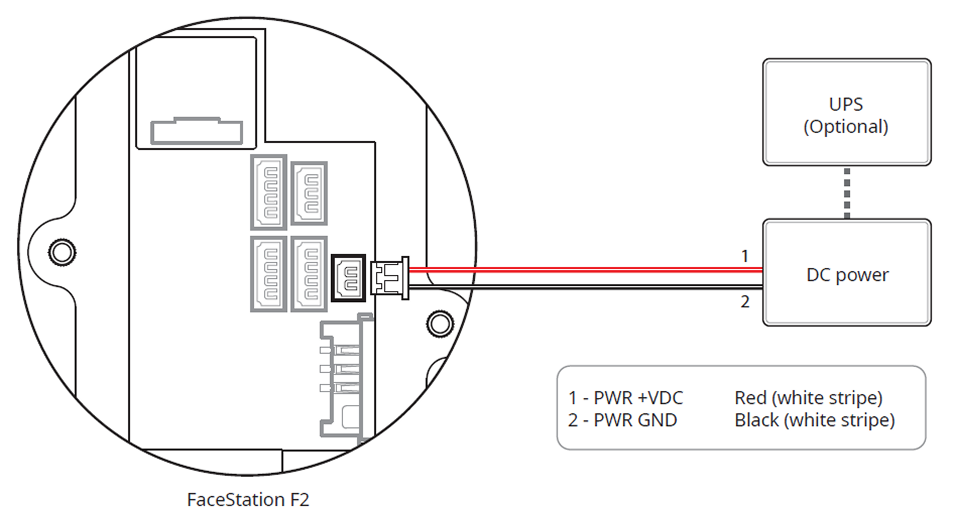 UPS
(Optional)
1
DC power
2
1 - PWR +VDC Red (white stripe)
2 - PWR GND Black (white stripe)
FaceStation F2